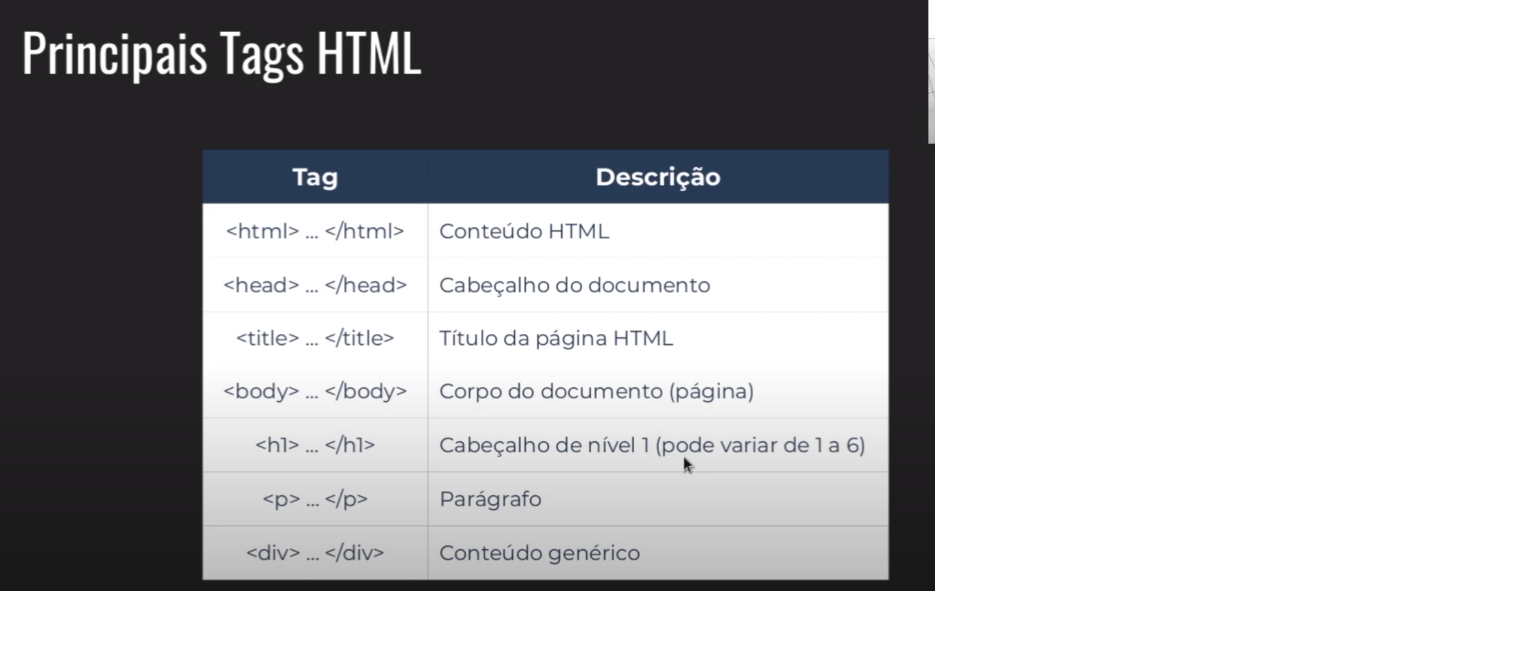 Principais Tags HTML
Tag Descrição
<html> ... </html> Conteúdo HTML
<head> ... </head> Cabeçalho do documento
<title> ... </title> Título da página HTML
<body> ... </body> Corpo do documento (página)
<h1> ... </h1> Cabeçalho de nível 1 (pode variar de 1 a 6)
<p> ... </p> Parágrafo
<div> ... </div> Conteúdo genérico